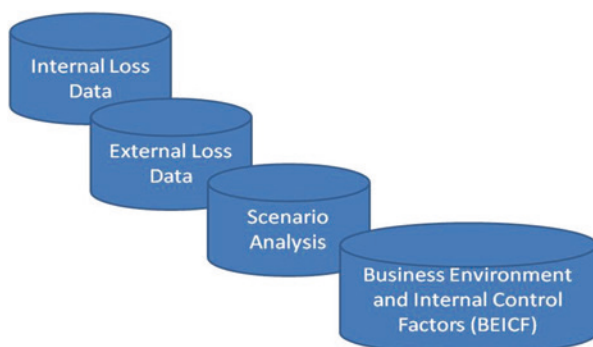 Internal Loss
Data
External Loss
Data
Scenario
Analysis
Business Environment
and Internal Control
Factors (BEICF)